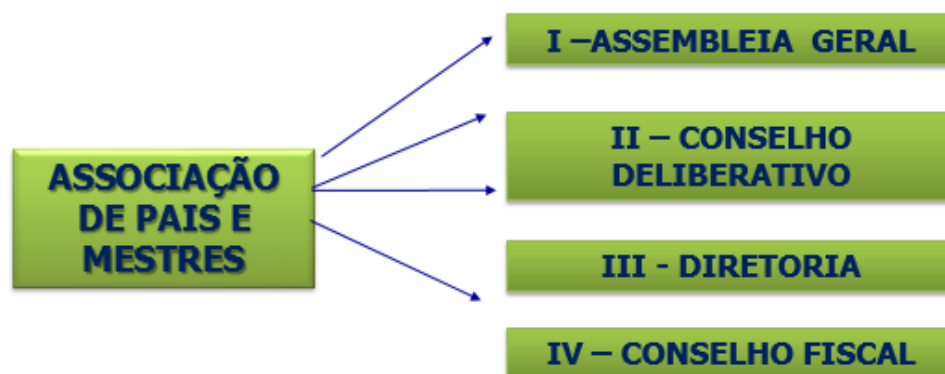 ASSOCIAÇÃO
DE PAIS E
MESTRES
I –ASSEMBLEIA GERAL
II – CONSELHO
DELIBERATIVO
III - DIRETORIA
IV – CONSELHO FISCAL